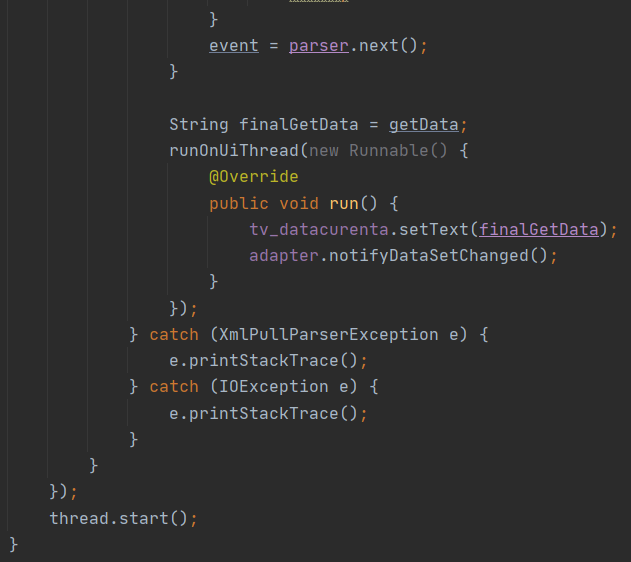 }
event = parser.next();
}
String finalGetData = getData;
runOnUiThread(new Runnable() {
@Override
public void run() {
tv_datacurenta.setText(finalGetData);
adapter.notifyDataSetChanged();
}
});
} catch (XmlPullParserException e) {
e.printStackTrace();
} catch (IOException e) {
e.printStackTrace();
}
}
});
thread.start();
}